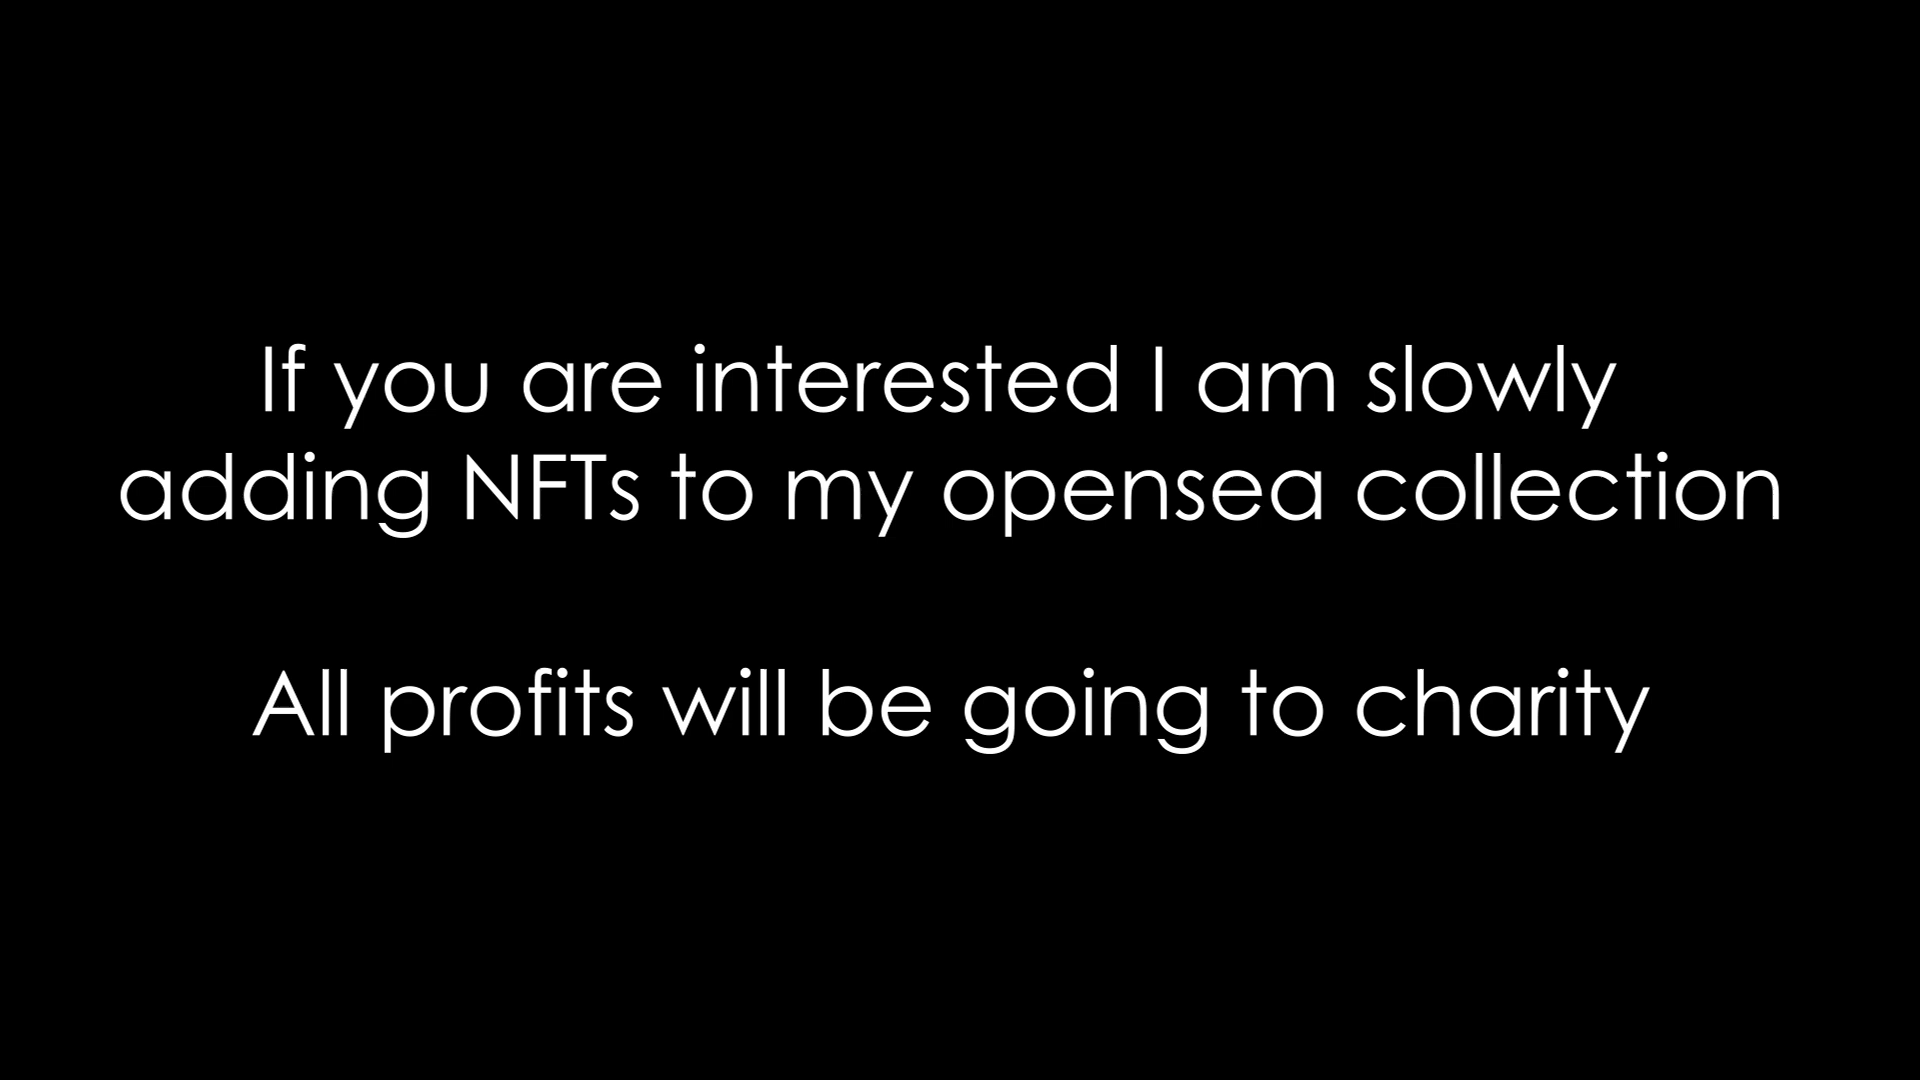 If you are interested I am slowly
adding NFTs to my opensea collection
All profits will be going to charity